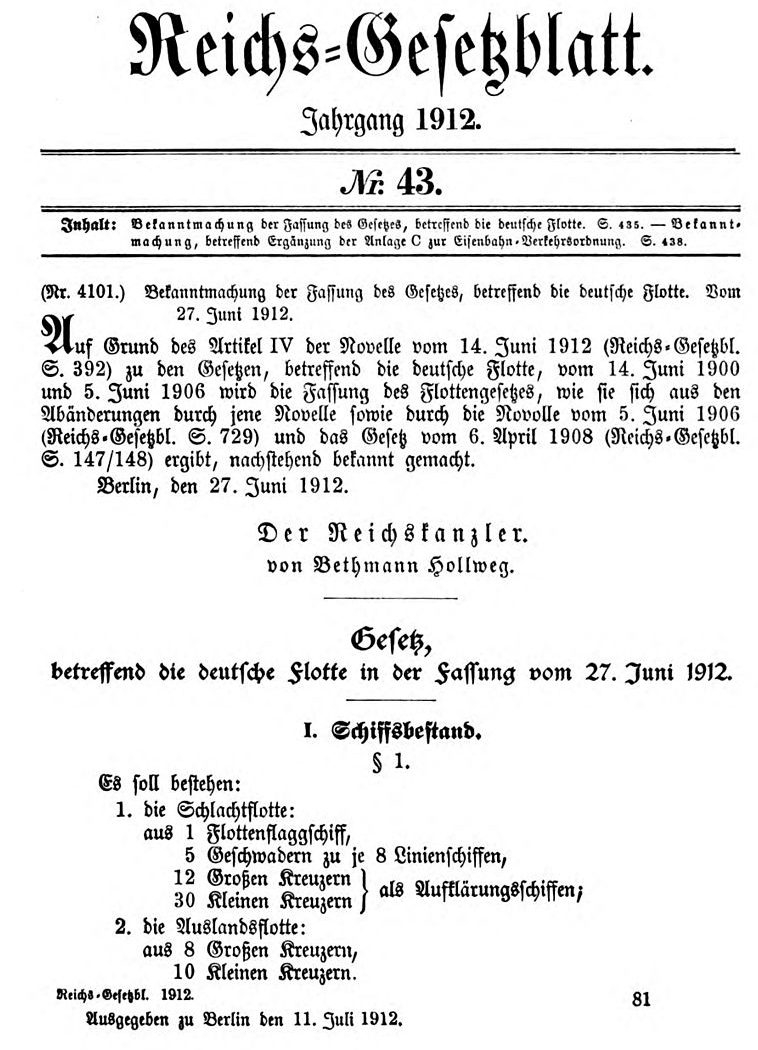 Reichs-Gesetzblatt.
Jahrgang 1912.
Nr. 43.
Inhalt: Bekanntmachung der Fassung des Gesetzes, betreffend die deutsche Flotte. S. 435. — Bekannt-
machung, betreffend Ergänzung der Anlage C zur Eisenbahn-Verkehrsordnung. S. 438.
(Nr. 4101.) Bekanntmachung der Fassung des Gesetzes, betreffend die deutsche Flotte. Vom
27. Juni 1912.
Auf Grund des Artikel IV der Novelle vom 14. Juni 1912 (Reichs-Gesetzbl.
S. 392) zu den Gesetzen, betreffend die deutsche Flotte, vom 14. Juni 1900
und 5. Juni 1906 wird die Fassung des Flottengesetzes, wie sie sich aus den
Abänderungen durch jene Novelle sowie durch die Novolle vom 5. Juni 1906
(Reichs-Gesetzbl. S. 729) und das Gesetz vom 6. April 1908 (Reichs-Gesetzbl.
S. 147/148) ergibt, nachstehend bekannt gemacht.
Berlin, den 27. Juni 1912.
Der Reichskanzler.
von Bethmann Hollweg.
Gesetz,
betreffend die deutsche Flotte in der Fassung vom 27. Juni 1912.
I. Schiffsbestand.
§ 1.
Es soll bestehen:
1. die Schlachtflotte:
aus 1 Flottenflaggschiff,
5 Geschwadern zu je 8 Linienschiffen,
12 Großen Kreuzern } als Aufklärungsschiffen;
30 Kleinen Kreuzern
2. die Auslandsflotte:
aus 8 Großen Kreuzern,
10 Kleinen Kreuzern.
Reichs-Gesetzbl. 1912. 81
Ausgegeben zu Berlin den 11. Juli 1912.